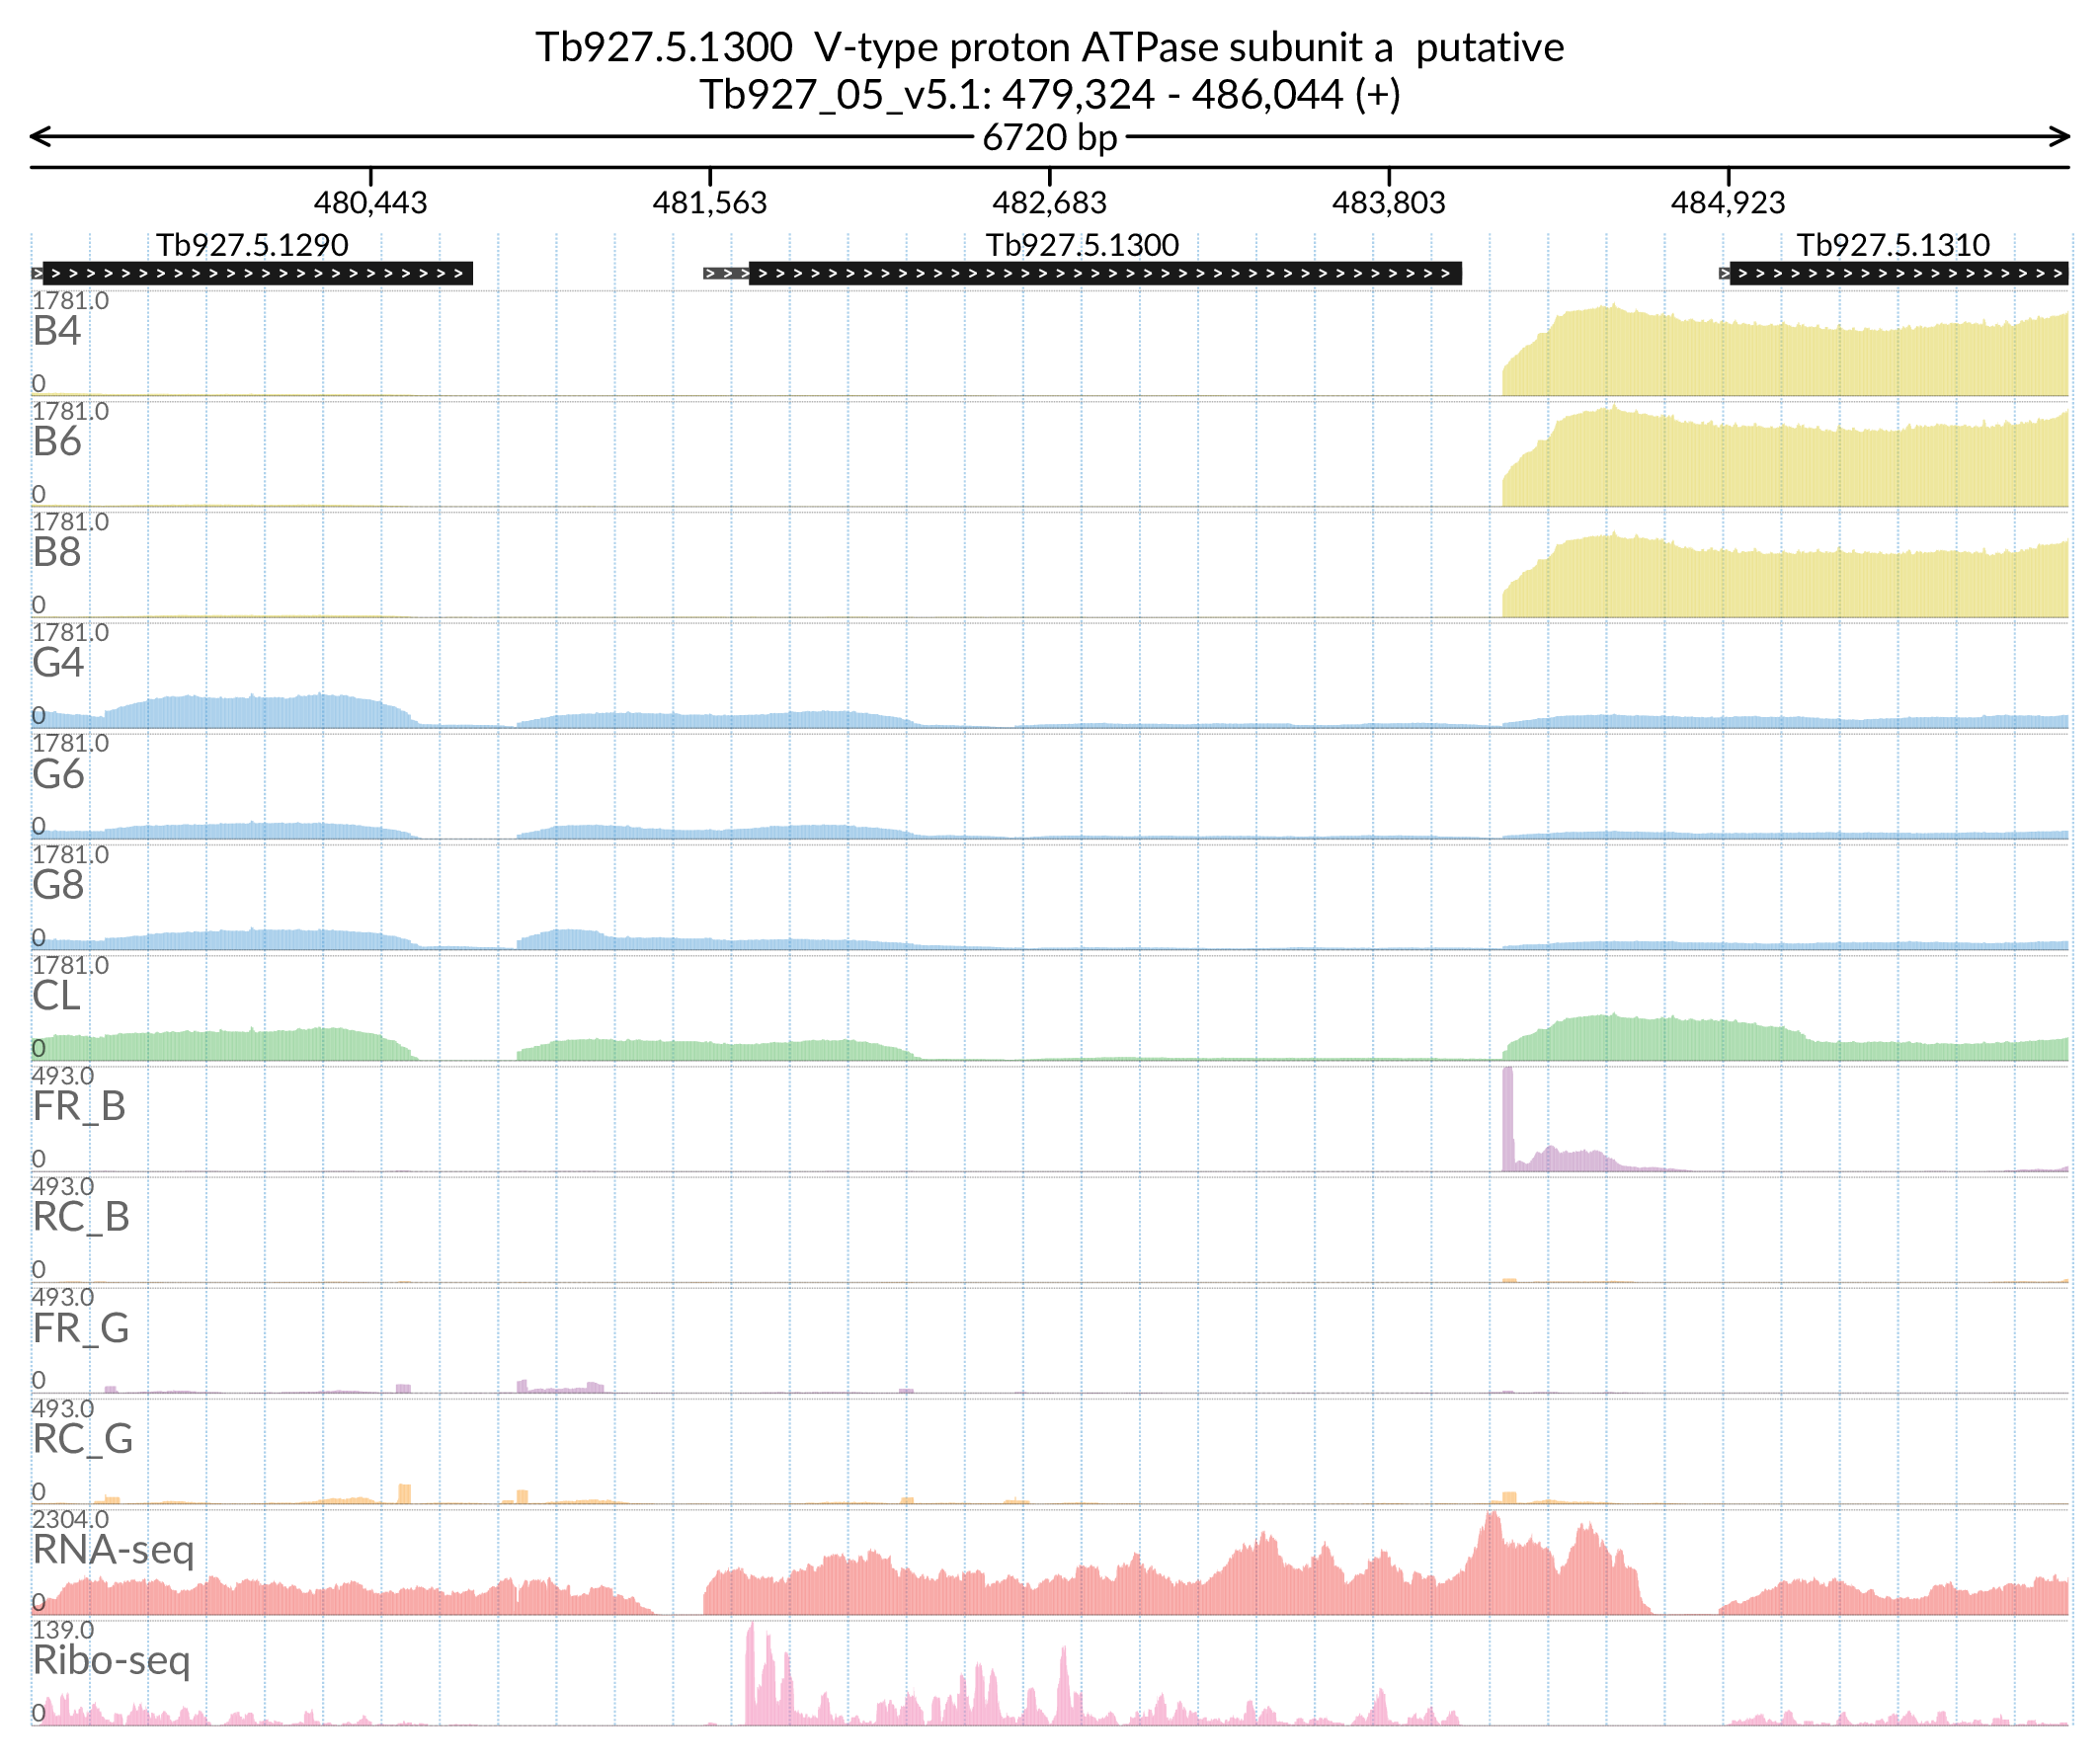 Tb927.5.1300  V-type proton ATPase subunit a  putative
Tb927_05_v5.1: 479,324 - 486,044 (+)
6720 bp
480,443 481,563 482,683 483,803 484,923
Tb927.5.1290 Tb927.5.1300 Tb927.5.1310
1781.0
B4
0
1781.0
B6
0
1781.0
B8
0
1781.0
G4
0
1781.0
G6
0
1781.0
G8
0
1781.0
CL
0
493.0
FR_B
0
493.0
RC_B
0
493.0
FR_G
0
493.0
RC_G
0
2304.0
RNA-seq
0
139.0
Ribo-seq
0